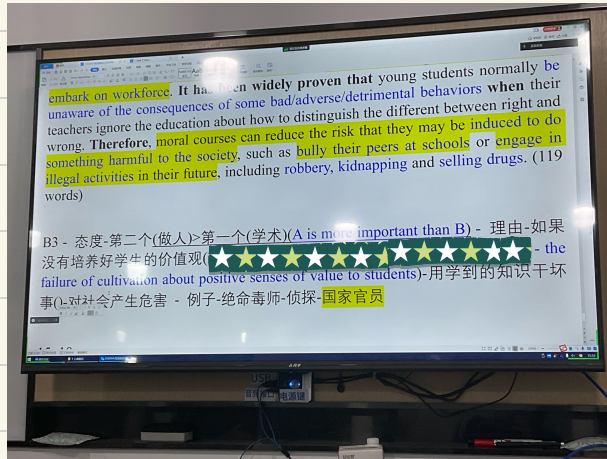 embark on workforce. It has been widely proven that young students normally be
unaware of the consequences of some bad/adverse/detrimental behaviors when their
teachers ignore the education about how to distinguish the different between right and
wrong. Therefore, moral courses can reduce the risk that they may be induced to do
something harmful to the society, such as bully their peers at schools or engage in
illegal activities in their future, including robbery, kidnapping and selling drugs. (119
words)
B3 - 态度-第二个(做人)>第一个(学术)(A is more important than B) - 理由-如果
没有培养好学生的价值观( - the
failure of cultivation about positive senses of value to students)-用学到的知识干坏
事()-对社会产生危害 - 例子-绝命毒师-侦探-国家官员
USB
电源键